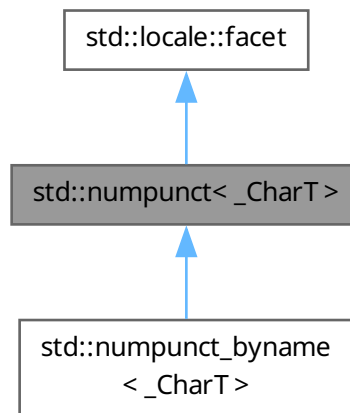 std::locale::facet
std::numpunct< _CharT >
std::numpunct_byname
< _CharT >